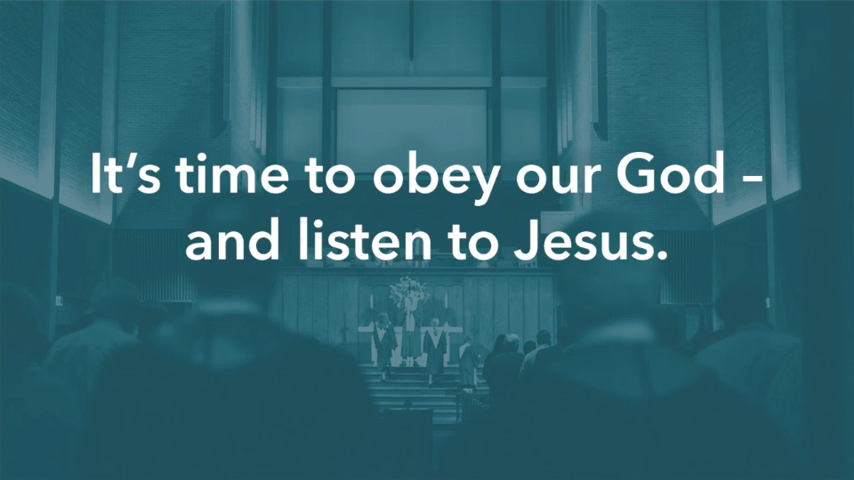 It’s time to obey our God –
and listen to Jesus.